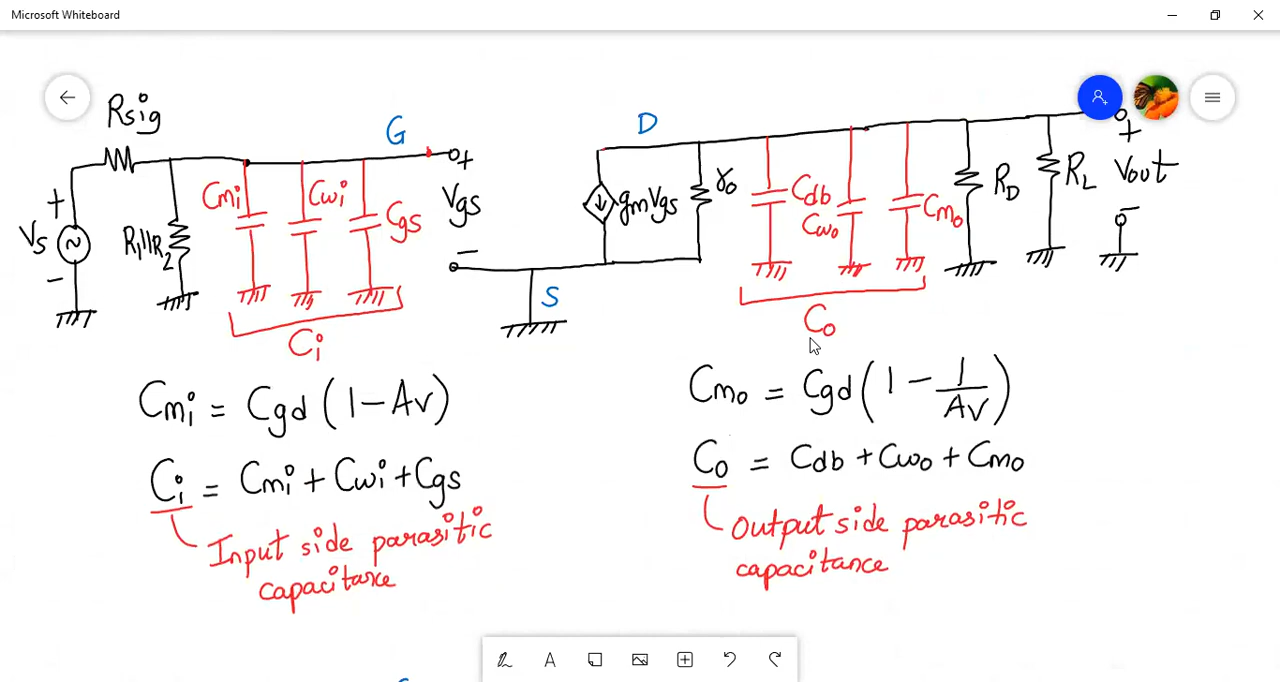 Microsoft Whiteboard
Rsig
G
D
+
Vs
-
R1||R2
Cmi
Cwi
Cgs
+
Vgs
-
S
gmVgs
ro
Cdb
Cwo
Cmo
RD
RL
+
Vout
-
Ci
Co
Cmi = Cgd (1 - Av)
Cmo = Cgd (1 - 1/Av)
Ci = Cmi + Cwi + Cgs
Co = Cdb + Cwo + Cmo
Input side parasitic
capacitance
Output side parasitic
capacitance
A